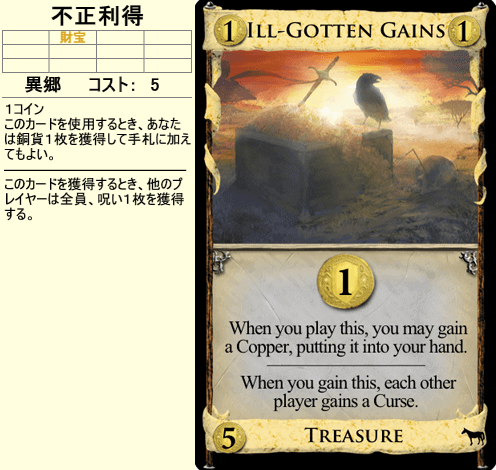 不正利得
財宝
異郷 コスト: 5
1コイン
このカードを使用するとき、あなた
は銅貨1枚を獲得して手札に加え
てもよい。
このカードを獲得するとき、他のプ
レイヤーは全員、呪い1枚を獲得
する。
1 ILL-GOTTEN GAINS 1
1
When you play this, you may gain
a Copper, putting it into your hand.
When you gain this, each other
player gains a Curse.
5 TREASURE